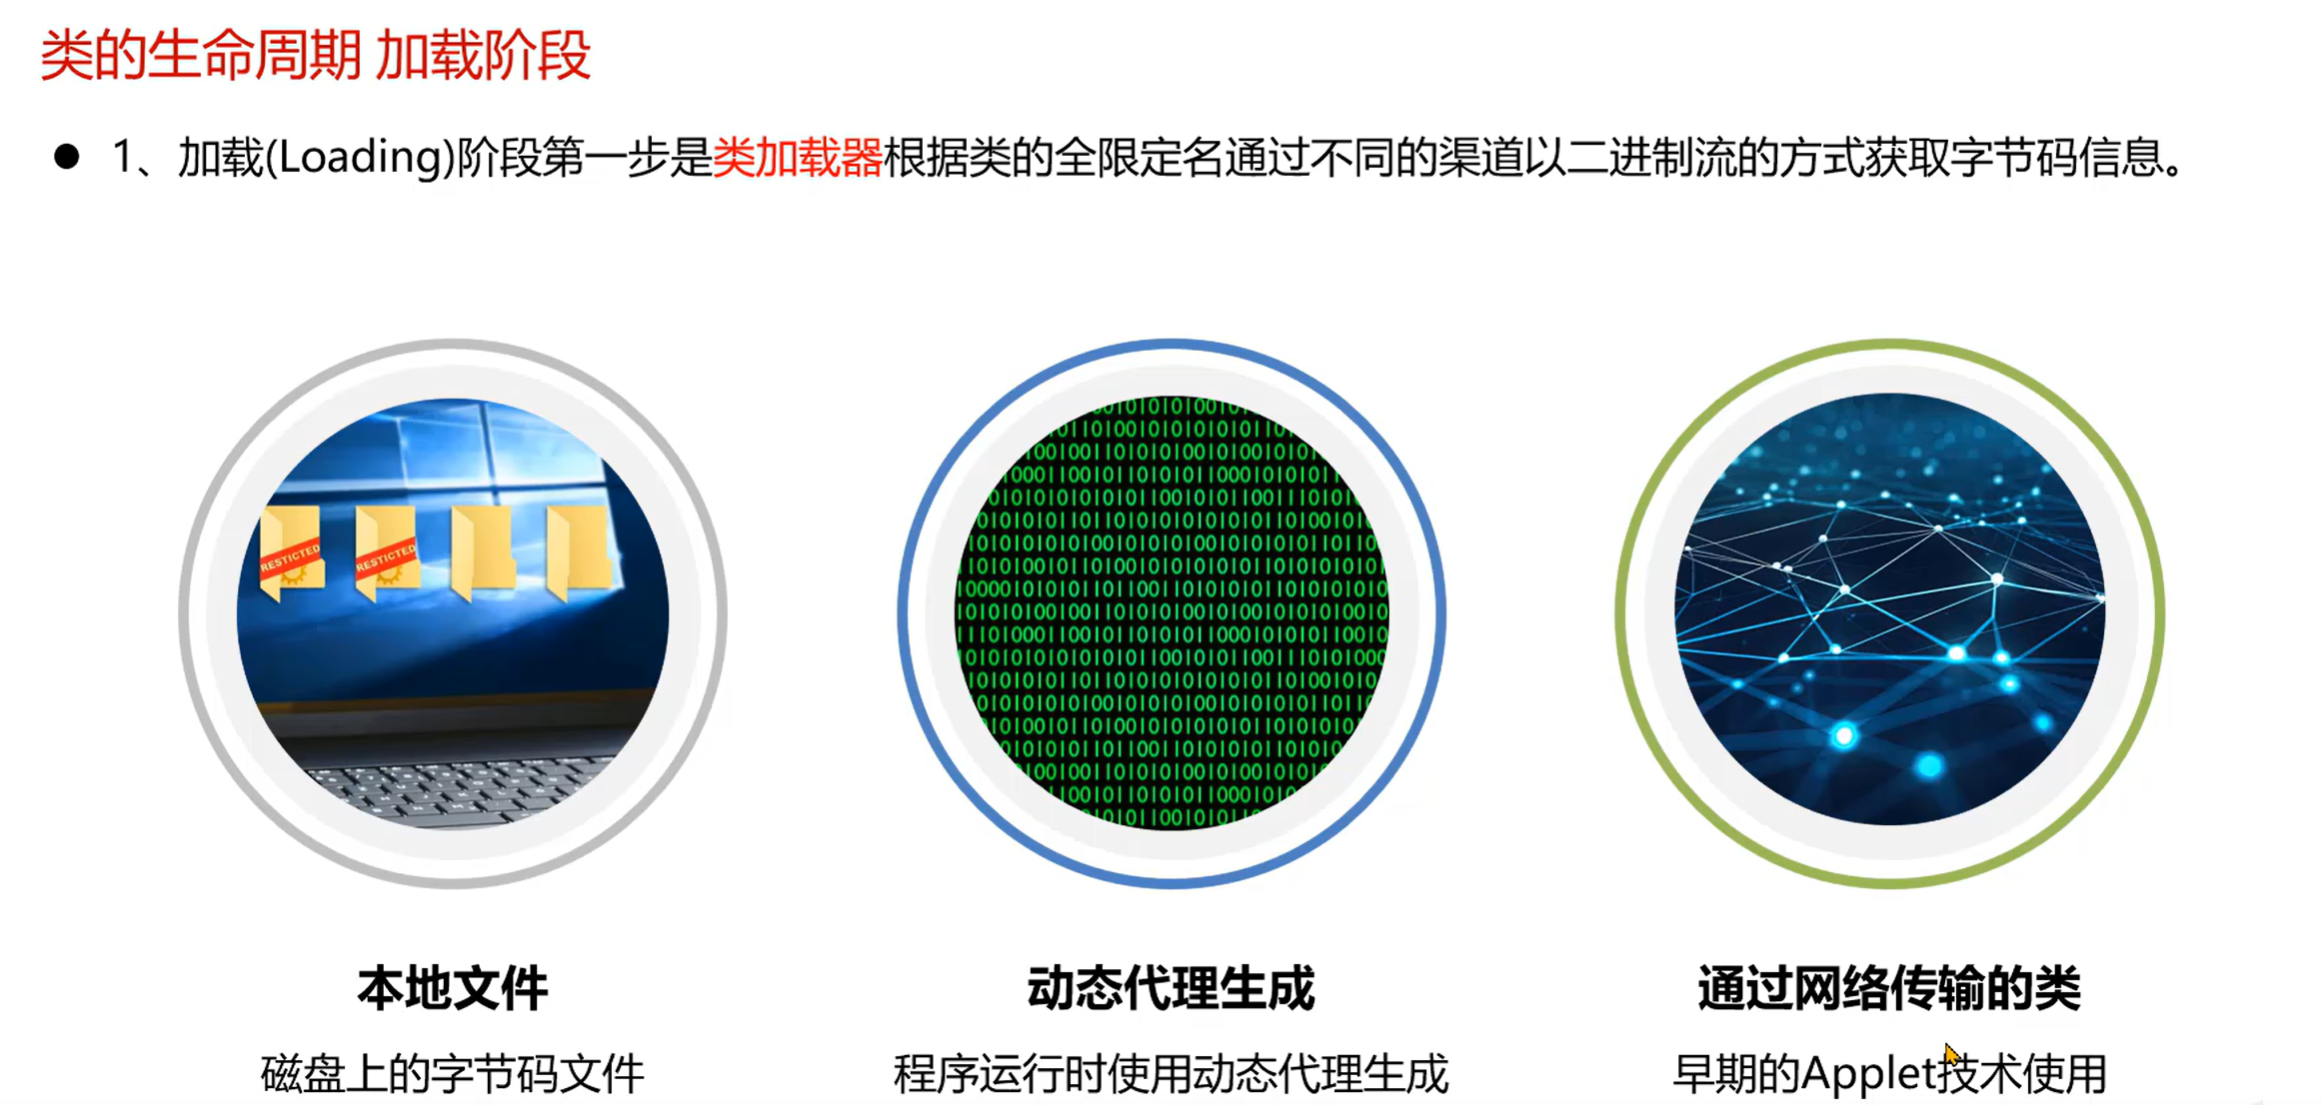 类的生命周期 加载阶段
● 1、加载(Loading)阶段第一步是类加载器根据类的全限定名通过不同的渠道以二进制流的方式获取字节码信息。
RESTICTED
RESTICTED
本地文件
动态代理生成
通过网络传输的类
磁盘上的字节码文件
程序运行时使用动态代理生成
早期的Applet技术使用